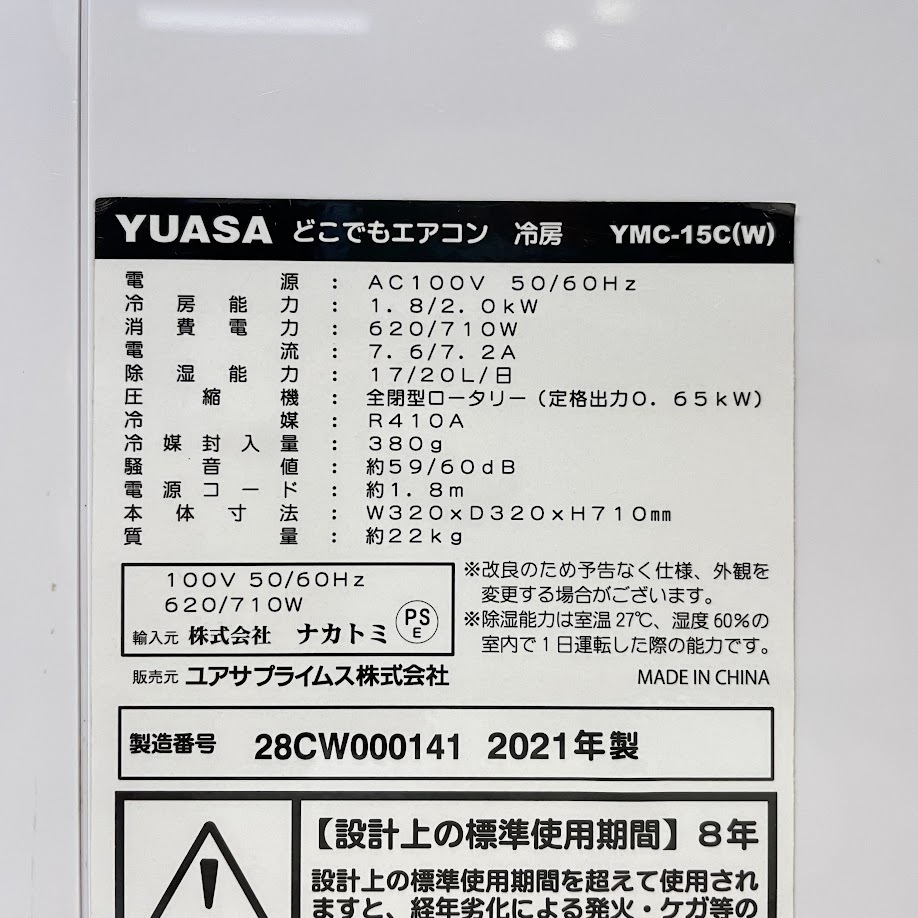 YUASA どこでもエアコン 冷房 YMC-15C(W)
電源 : AC100V 50/60Hz
冷房能力 : 1.8/2.0kW
消費電力 : 620/710W
電流 : 7.6/7.2A
除湿能力 : 17/20L/日
圧縮機 : 全閉型ロータリー(定格出力0.65kW)
冷媒 : R410A
冷媒封入量 : 380g
騒音値 : 約59/60dB
電源コード : 約1.8m
本体寸法 : W320xD320xH710mm
質量 : 約22kg
100V 50/60Hz
620/710W
輸入元 株式会社 ナカトミ
PS
E
※改良のため予告なく仕様、外観を
変更する場合がございます。
※除湿能力は室温27℃、湿度60%の
室内で1日運転した際の能力です。
販売元 ユアサプライムス株式会社
MADE IN CHINA
製造番号 28CW000141 2021年製
【設計上の標準使用期間】8年
設計上の標準使用期間を超えて使用され
ますと、経年劣化による発火・ケガ等の